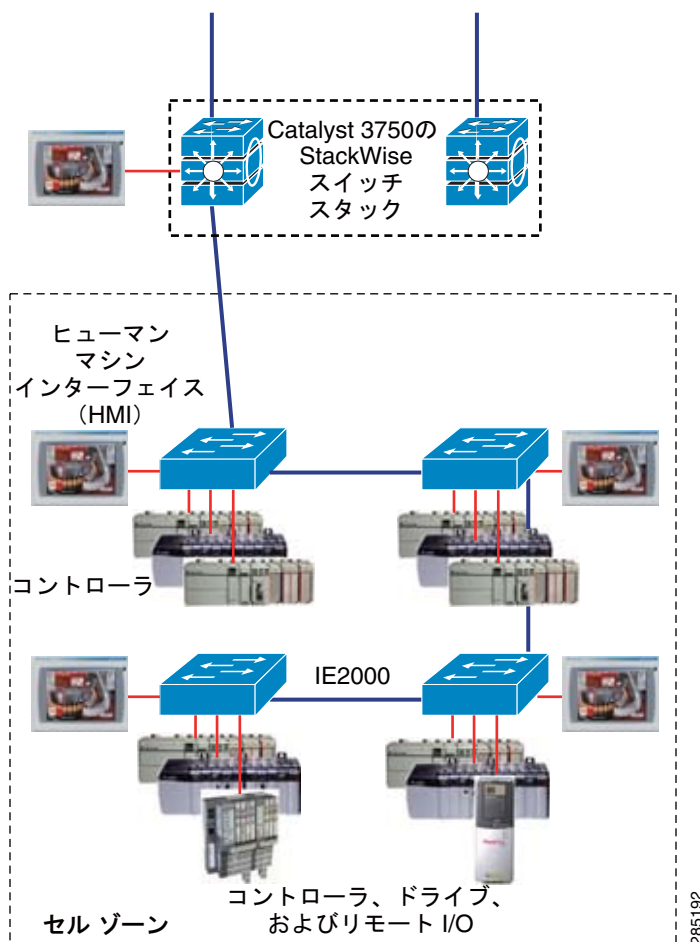 Catalyst 3750の
StackWise
スイッチ
スタック
ヒューマン
マシン
インターフェイス
（HMI）
コントローラ
IE2000
コントローラ、ドライブ、
およびリモート I/O
セル ゾーン
285192